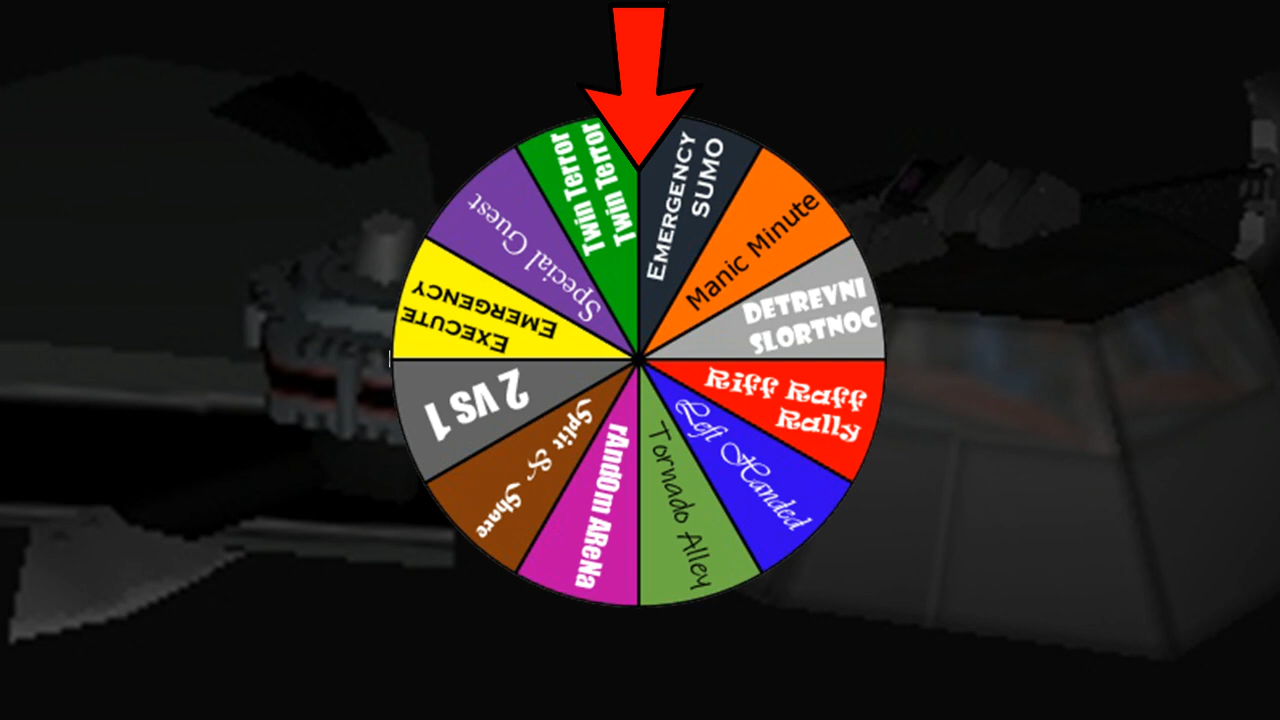 Twin Terror
Twin Terror
EMERGENCY
SUMO
Manic Minute
DETREVNI
SLORTNOC
Riff Raff
Rally
Left Handed
Tornado Alley
rAndOm AReNa
Split & Share
2 VS 1
EXECUTE
EMERGENCY
Special Guest